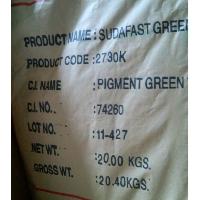 PRODUCT NAME : SUDAFAST GREEN
PRODUCT CODE : 2730K
C.I. NAME : PIGMENT GREEN
C.I. NO. : 74260
LOT NO. : 11-427
NET WT. : 20.00 KGS.
GROSS WT. : 20.40 KGS.